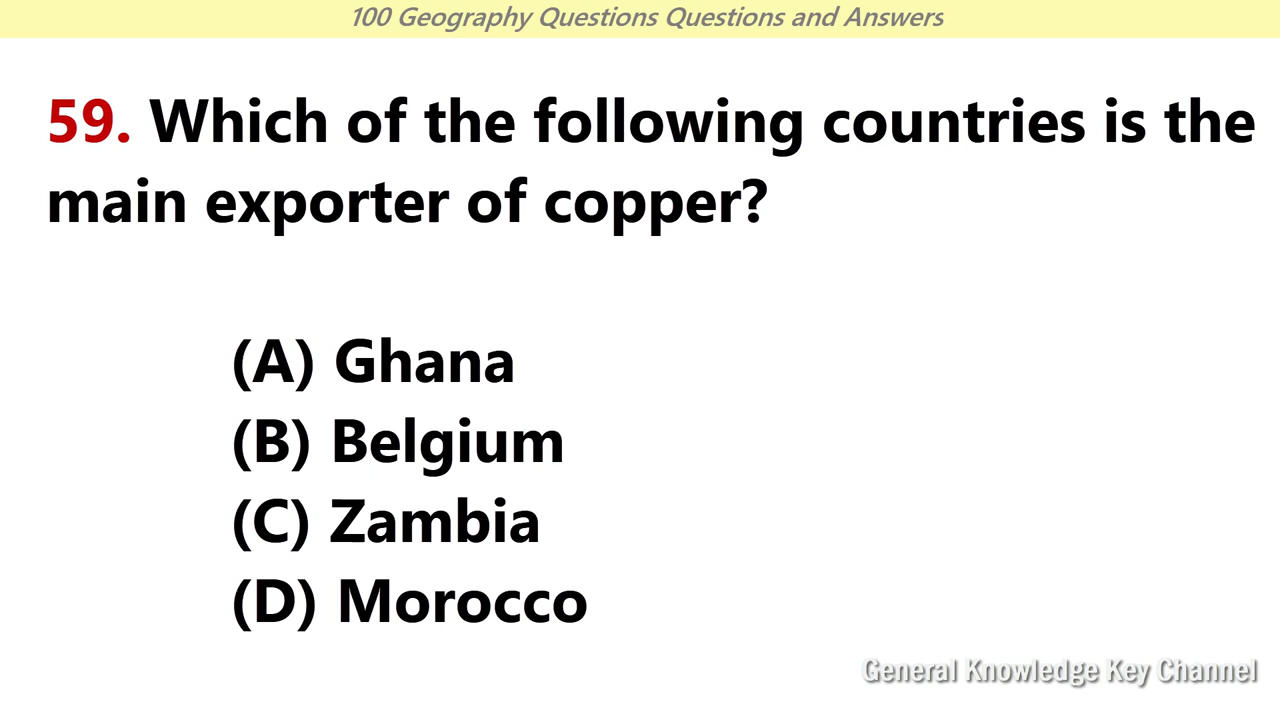 100 Geography Questions Questions and Answers
59. Which of the following countries is the
main exporter of copper?
(A) Ghana
(B) Belgium
(C) Zambia
(D) Morocco
General Knowledge Key Channel